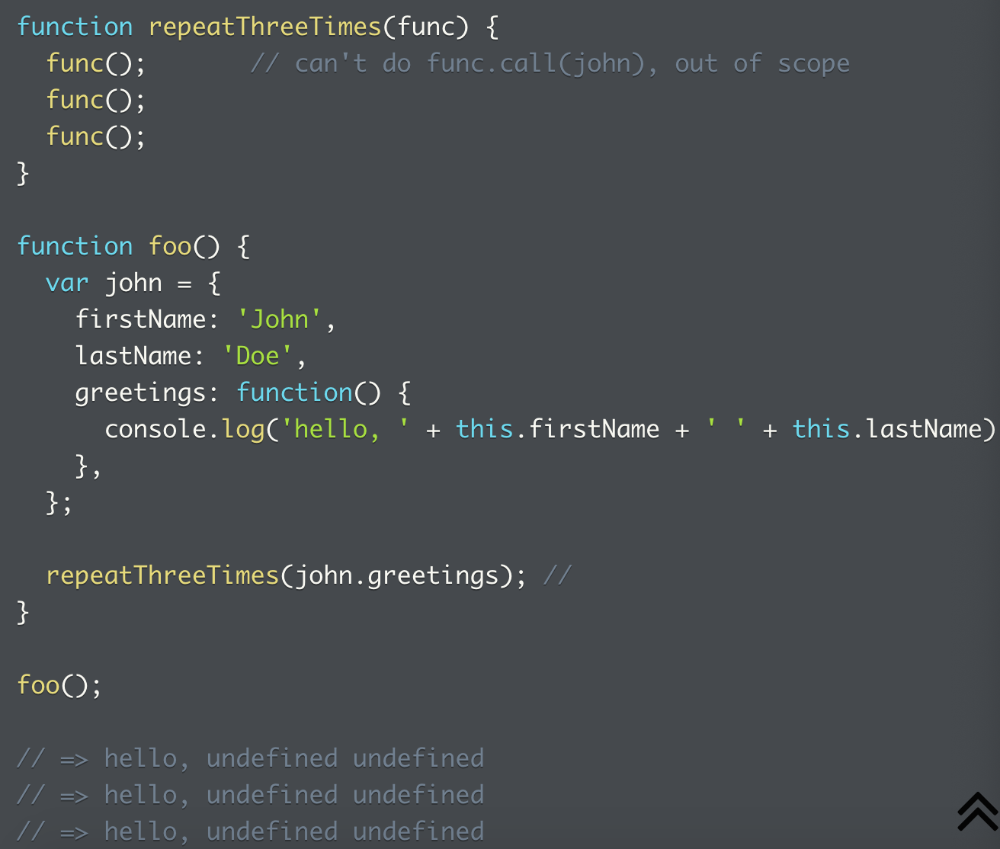 function repeatThreeTimes(func) {
  func();       // can't do func.call(john), out of scope
  func();
  func();
}

function foo() {
  var john = {
    firstName: 'John',
    lastName: 'Doe',
    greetings: function() {
      console.log('hello, ' + this.firstName + ' ' + this.lastName)
    },
  };

  repeatThreeTimes(john.greetings); //
}

foo();

// => hello, undefined undefined
// => hello, undefined undefined
// => hello, undefined undefined